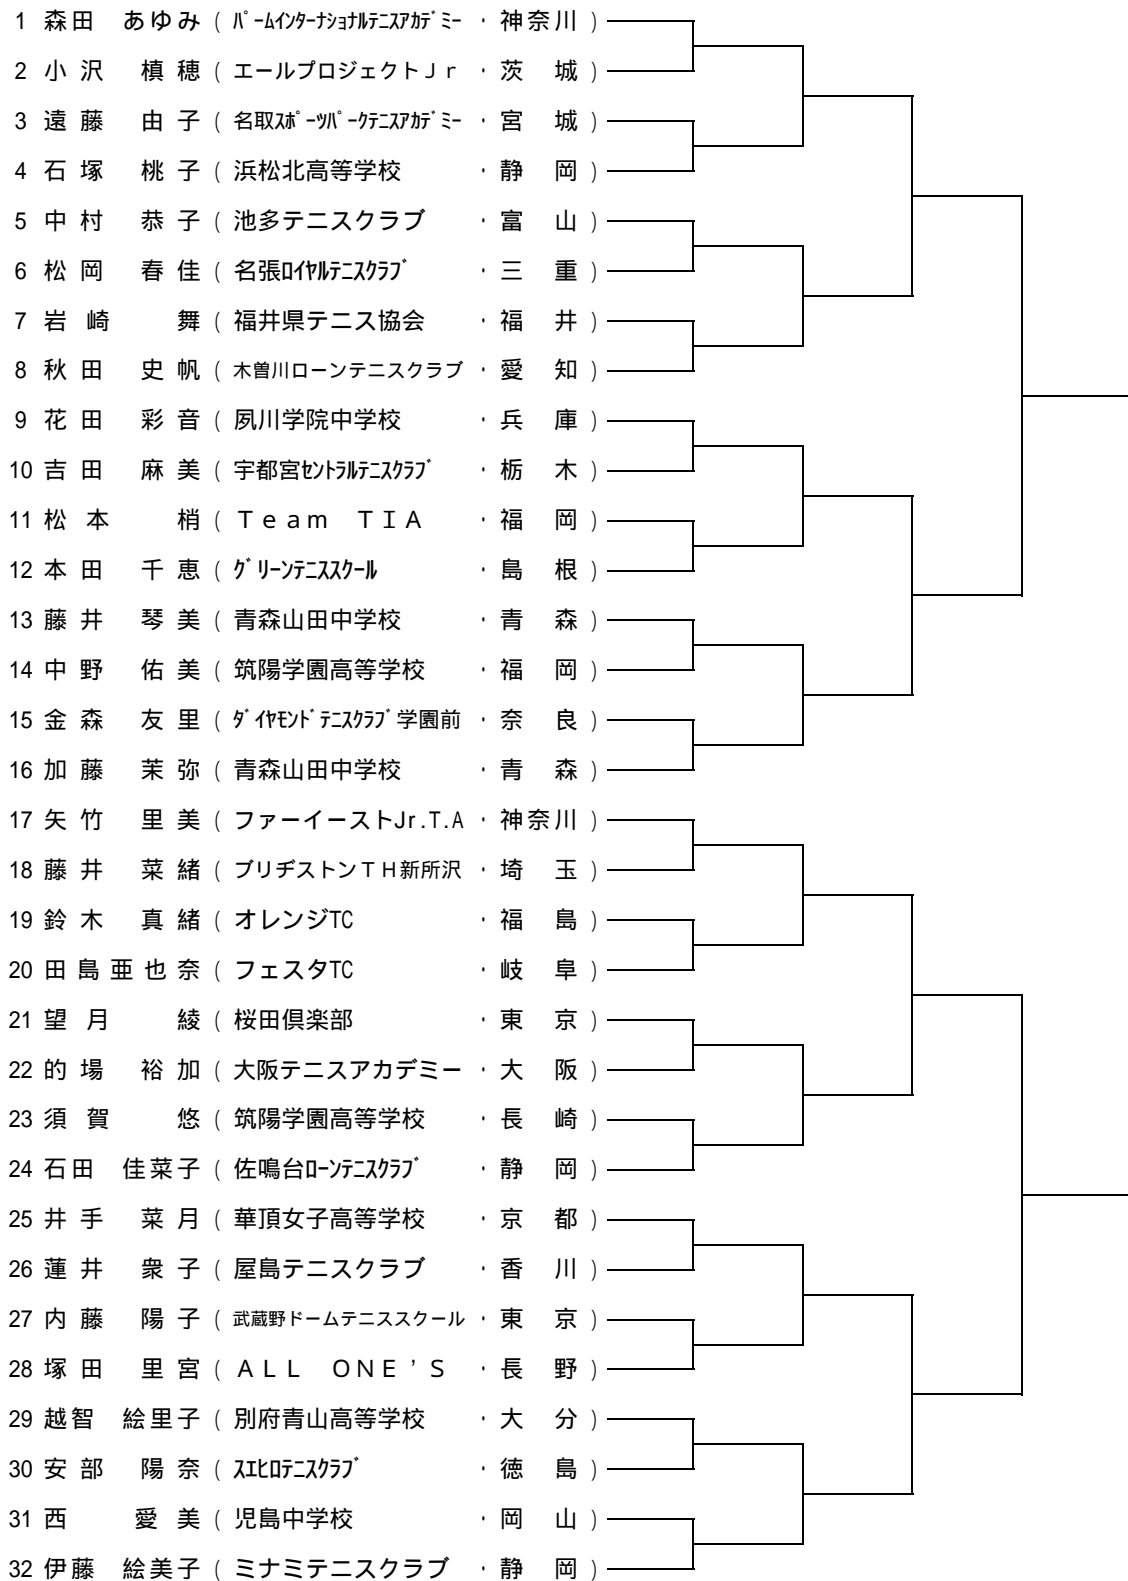 1 森田 あゆみ ( ﾊﾟｰﾑｲﾝﾀｰﾅｼｮﾅﾙﾃﾆｽｱｶﾃﾞﾐｰ ・ 神奈川 )
2 小沢 槙穂 ( エールプロジェクトＪｒ ・ 茨城 )
3 遠藤 由子 ( 名取ｽﾎﾟｰﾂﾊﾟｰｸﾃﾆｽｱｶﾃﾞﾐｰ ・ 宮城 )
4 石塚 桃子 ( 浜松北高等学校 ・ 静岡 )
5 中村 恭子 ( 池多テニスクラブ ・ 富山 )
6 松岡 春佳 ( 名張ﾛｲﾔﾙﾃﾆｽｸﾗﾌﾞ ・ 三重 )
7 岩崎 舞 ( 福井県テニス協会 ・ 福井 )
8 秋田 史帆 ( 木曽川ローンテニスクラブ ・ 愛知 )
9 花田 彩音 ( 夙川学院中学校 ・ 兵庫 )
10 吉田 麻美 ( 宇都宮ｾﾝﾄﾗﾙﾃﾆｽｸﾗﾌﾞ ・ 栃木 )
11 松本 梢 ( Ｔｅａｍ ＴＩＡ ・ 福岡 )
12 本田 千恵 ( ｸﾞﾘｰﾝﾃﾆｽｽｸｰﾙ ・ 島根 )
13 藤井 琴美 ( 青森山田中学校 ・ 青森 )
14 中野 佑美 ( 筑陽学園高等学校 ・ 福岡 )
15 金森 友里 ( ﾀﾞｲﾔﾓﾝﾄﾞﾃﾆｽｸﾗﾌﾞ学園前 ・ 奈良 )
16 加藤 茉弥 ( 青森山田中学校 ・ 青森 )
17 矢竹 里美 ( ファーイーストJr.T.A ・ 神奈川 )
18 藤井 菜緒 ( ブリヂストンＴＨ新所沢 ・ 埼玉 )
19 鈴木 真緒 ( オレンジTC ・ 福島 )
20 田島亜也奈 ( フェスタTC ・ 岐阜 )
21 望月 綾 ( 桜田倶楽部 ・ 東京 )
22 的場 裕加 ( 大阪テニスアカデミー ・ 大阪 )
23 須賀 悠 ( 筑陽学園高等学校 ・ 長崎 )
24 石田 佳菜子 ( 佐鳴台ﾛｰﾝﾃﾆｽｸﾗﾌﾞ ・ 静岡 )
25 井手 菜月 ( 華頂女子高等学校 ・ 京都 )
26 蓮井 衆子 ( 屋島テニスクラブ ・ 香川 )
27 内藤 陽子 ( 武蔵野ドームテニススクール ・ 東京 )
28 塚田 里宮 ( ＡＬＬ ＯＮＥ’Ｓ ・ 長野 )
29 越智 絵里子 ( 別府青山高等学校 ・ 大分 )
30 安部 陽奈 ( ｽｴﾋﾛﾃﾆｽｸﾗﾌﾞ ・ 徳島 )
31 西 愛美 ( 児島中学校 ・ 岡山 )
32 伊藤 絵美子 ( ミナミテニスクラブ ・ 静岡 )